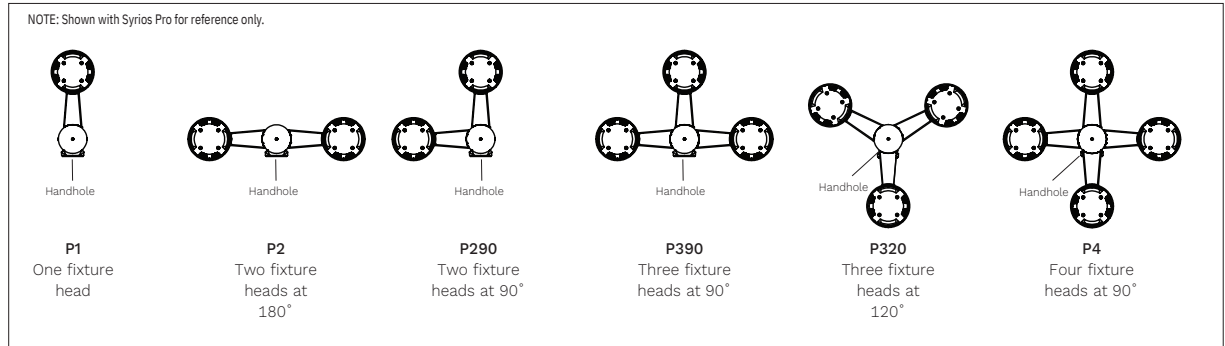 NOTE: Shown with Syrios Pro for reference only.
Handhole
Handhole
Handhole
Handhole
Handhole
Handhole
P1
One fixture
head
P2
Two fixture
heads at
180˚
P290
Two fixture
heads at 90˚
P390
Three fixture
heads at 90˚
P320
Three fixture
heads at
120˚
P4
Four fixture
heads at 90˚